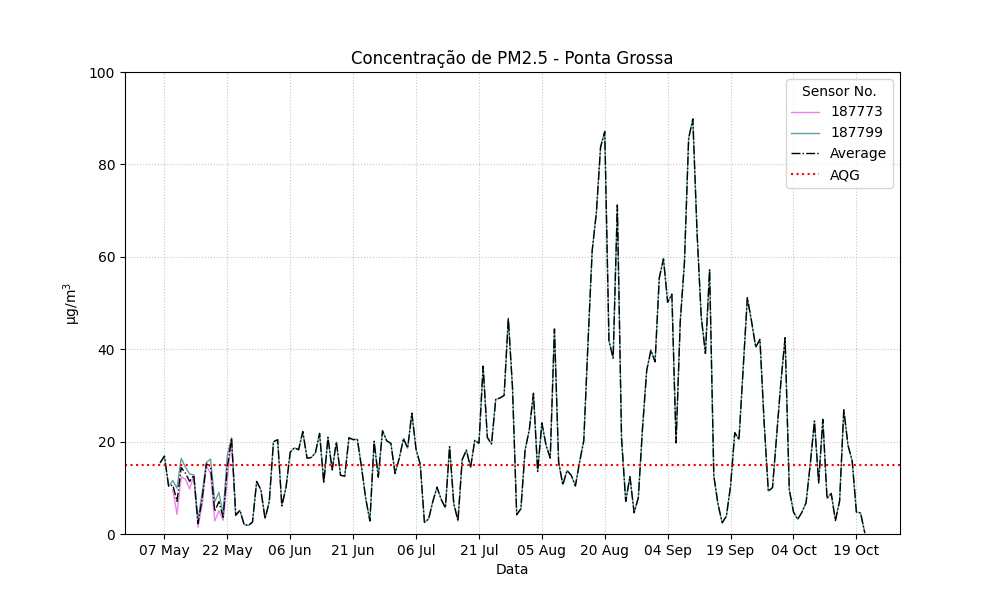 Concentração de PM2.5 - Ponta Grossa
100
80
60
40
20
0
µg/m³
Sensor No.
187773
187799
Average
AQG
07 May 22 May 06 Jun 21 Jun 06 Jul 21 Jul 05 Aug 20 Aug 04 Sep 19 Sep 04 Oct 19 Oct
Data